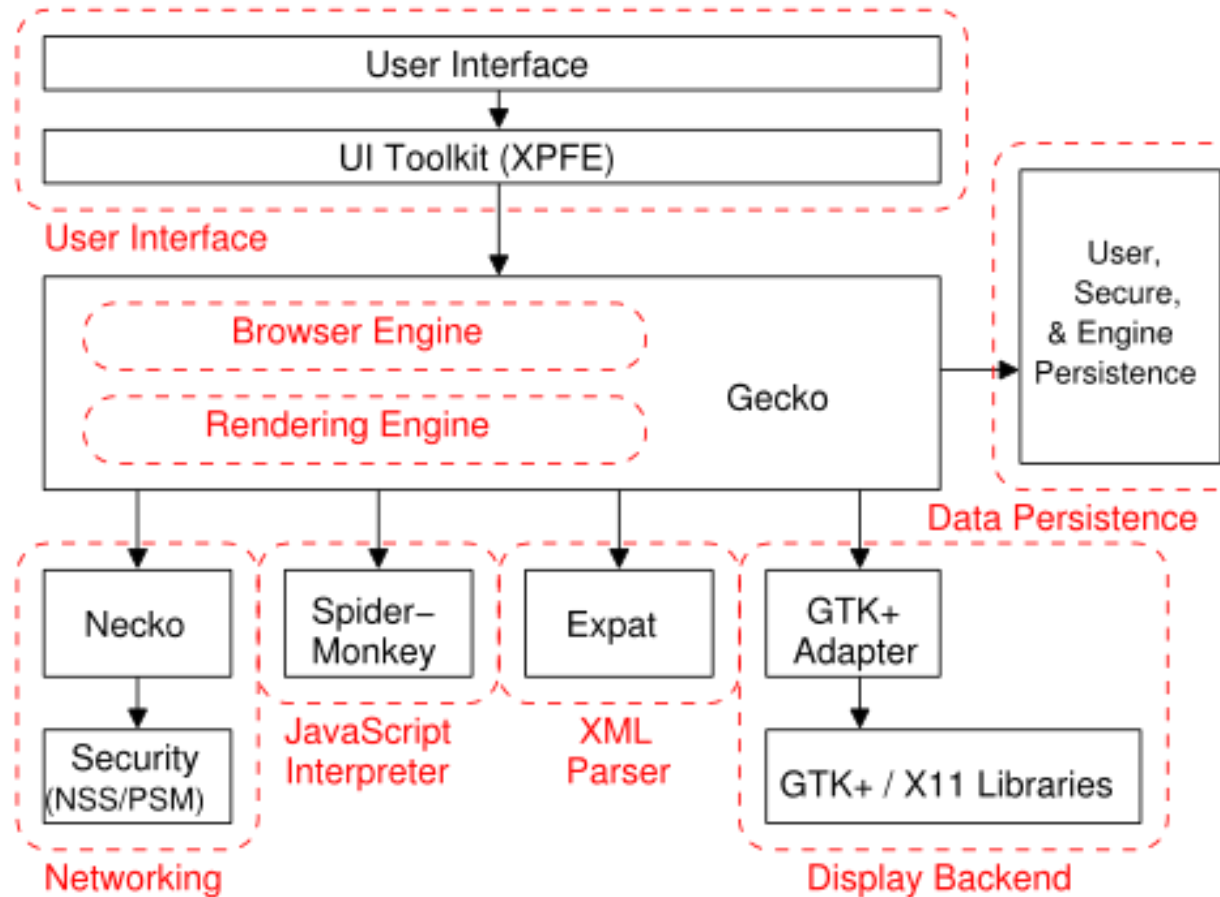 User Interface
UI Toolkit (XPFE)
User Interface
User,
Secure,
& Engine
Persistence
Browser Engine
Rendering Engine
Gecko
Data Persistence
Necko
Spider–
Monkey
Expat
GTK+
Adapter
Security
(NSS/PSM)
JavaScript
Interpreter
XML
Parser
GTK+ / X11 Libraries
Networking
Display Backend